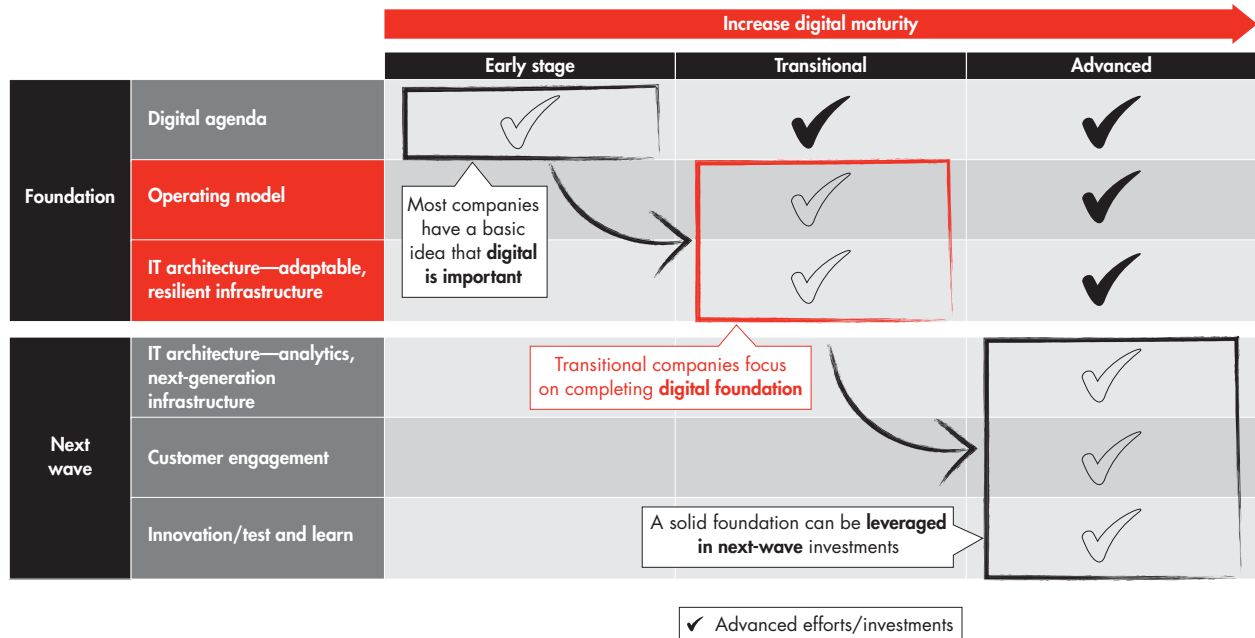 Increase digital maturity
Early stage
Transitional
Advanced
Foundation
Digital agenda
Operating model
IT architecture—adaptable,
resilient infrastructure
Most companies
have a basic
idea that digital
is important
Transitional companies focus
on completing digital foundation
Next
wave
IT architecture—analytics,
next-generation
infrastructure
Customer engagement
Innovation/test and learn
A solid foundation can be leveraged
in next-wave investments
Advanced efforts/investments